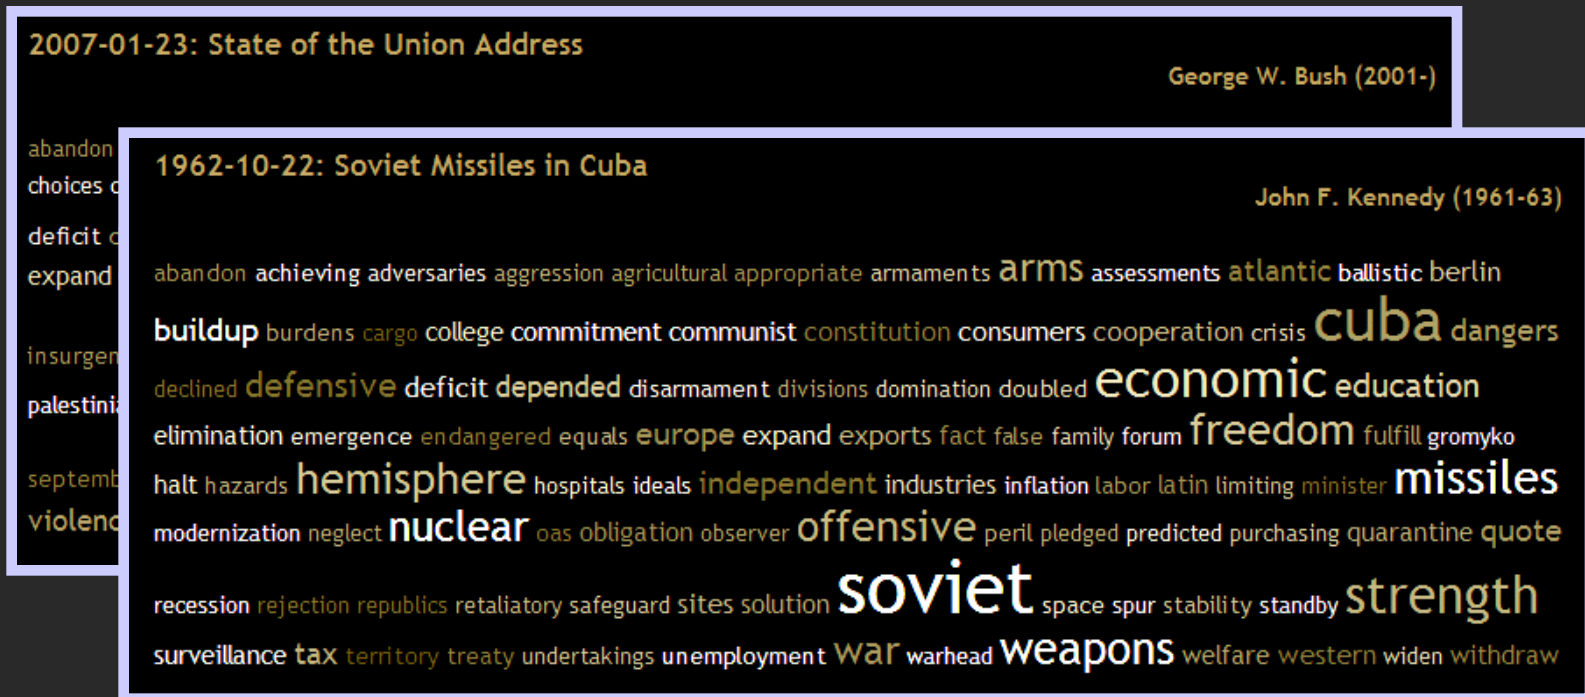 2007-01-23: State of the Union Address
George W. Bush (2001-)
abandon
choices
deficit
expand
1962-10-22: Soviet Missiles in Cuba
John F. Kennedy (1961-63)
abandon achieving adversaries aggression agricultural appropriate armaments arms assessments atlantic ballistic berlin
buildup burdens cargo college commitment communist constitution consumers cooperation crisis cuba dangers
declined defensive deficit depended disarmament divisions domination doubled economic education
elimination emergence endangered equals europe expand exports fact false family forum freedom fulfill gromyko
halt hazards hemisphere hospitals ideals independent industries inflation labor latin limiting minister missiles
modernization neglect nuclear oas obligation observer offensive peril pledged predicted purchasing quarantine quote
recession rejection republics retaliatory safeguard sites solution soviet space spur stability standby strength
surveillance tax territory treaty undertakings unemployment war warhead weapons welfare western widen withdraw